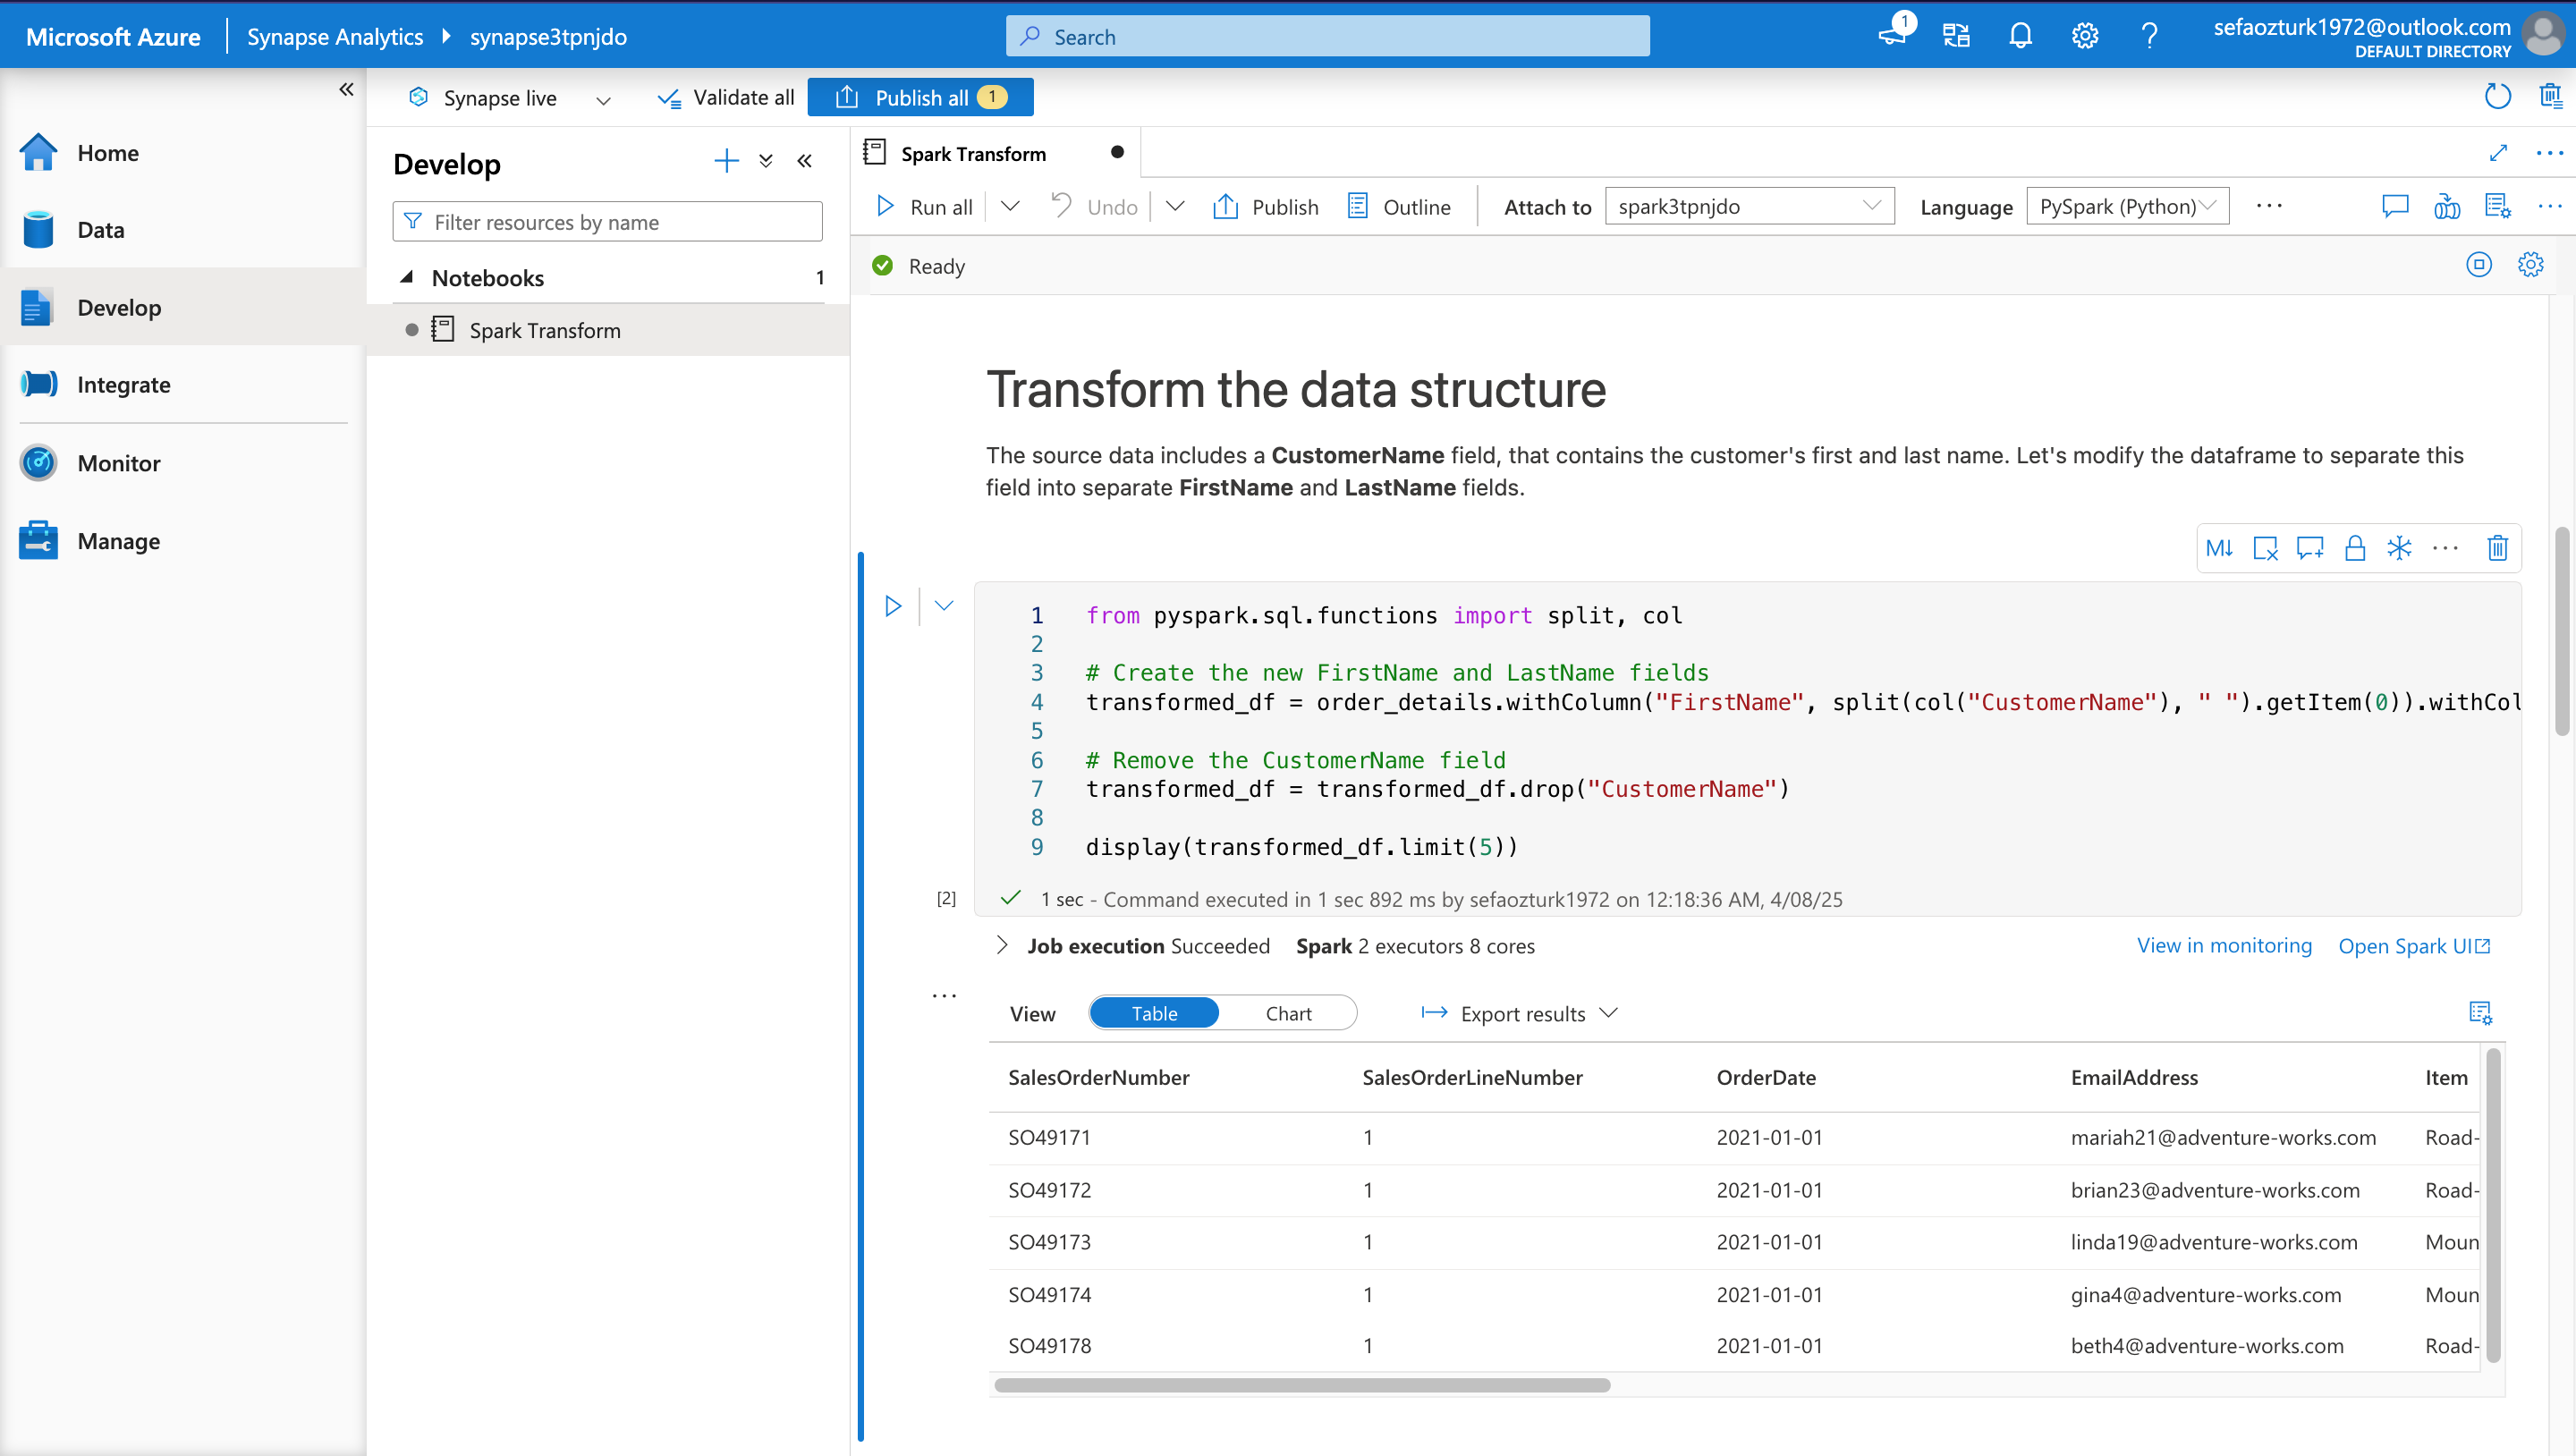 Microsoft Azure
Synapse Analytics
synapse3tpnjdo
Search
1
sefaozturk1972@outlook.com
DEFAULT DIRECTORY
Synapse live
Validate all
Publish all 1
Home
Data
Develop
Integrate
Monitor
Manage
Develop
Filter resources by name
Notebooks 1
Spark Transform
Spark Transform
Run all
Undo
Publish
Outline
Attach to
spark3tpnjdo
Language
PySpark (Python)
Ready
Transform the data structure
The source data includes a CustomerName field, that contains the customer's first and last name. Let's modify the dataframe to separate this
field into separate FirstName and LastName fields.
M↓
1 from pyspark.sql.functions import split, col
2
3 # Create the new FirstName and LastName fields
4 transformed_df = order_details.withColumn("FirstName", split(col("CustomerName"), " ").getItem(0)).withCol
5
6 # Remove the CustomerName field
7 transformed_df = transformed_df.drop("CustomerName")
8
9 display(transformed_df.limit(5))
[2] 1 sec - Command executed in 1 sec 892 ms by sefaozturk1972 on 12:18:36 AM, 4/08/25
Job execution Succeeded Spark 2 executors 8 cores
View in monitoring Open Spark UI
View Table Chart Export results
SalesOrderNumber SalesOrderLineNumber OrderDate EmailAddress Item
SO49171 1 2021-01-01 mariah21@adventure-works.com Road-
SO49172 1 2021-01-01 brian23@adventure-works.com Road-
SO49173 1 2021-01-01 linda19@adventure-works.com Moun
SO49174 1 2021-01-01 gina4@adventure-works.com Moun
SO49178 1 2021-01-01 beth4@adventure-works.com Road-